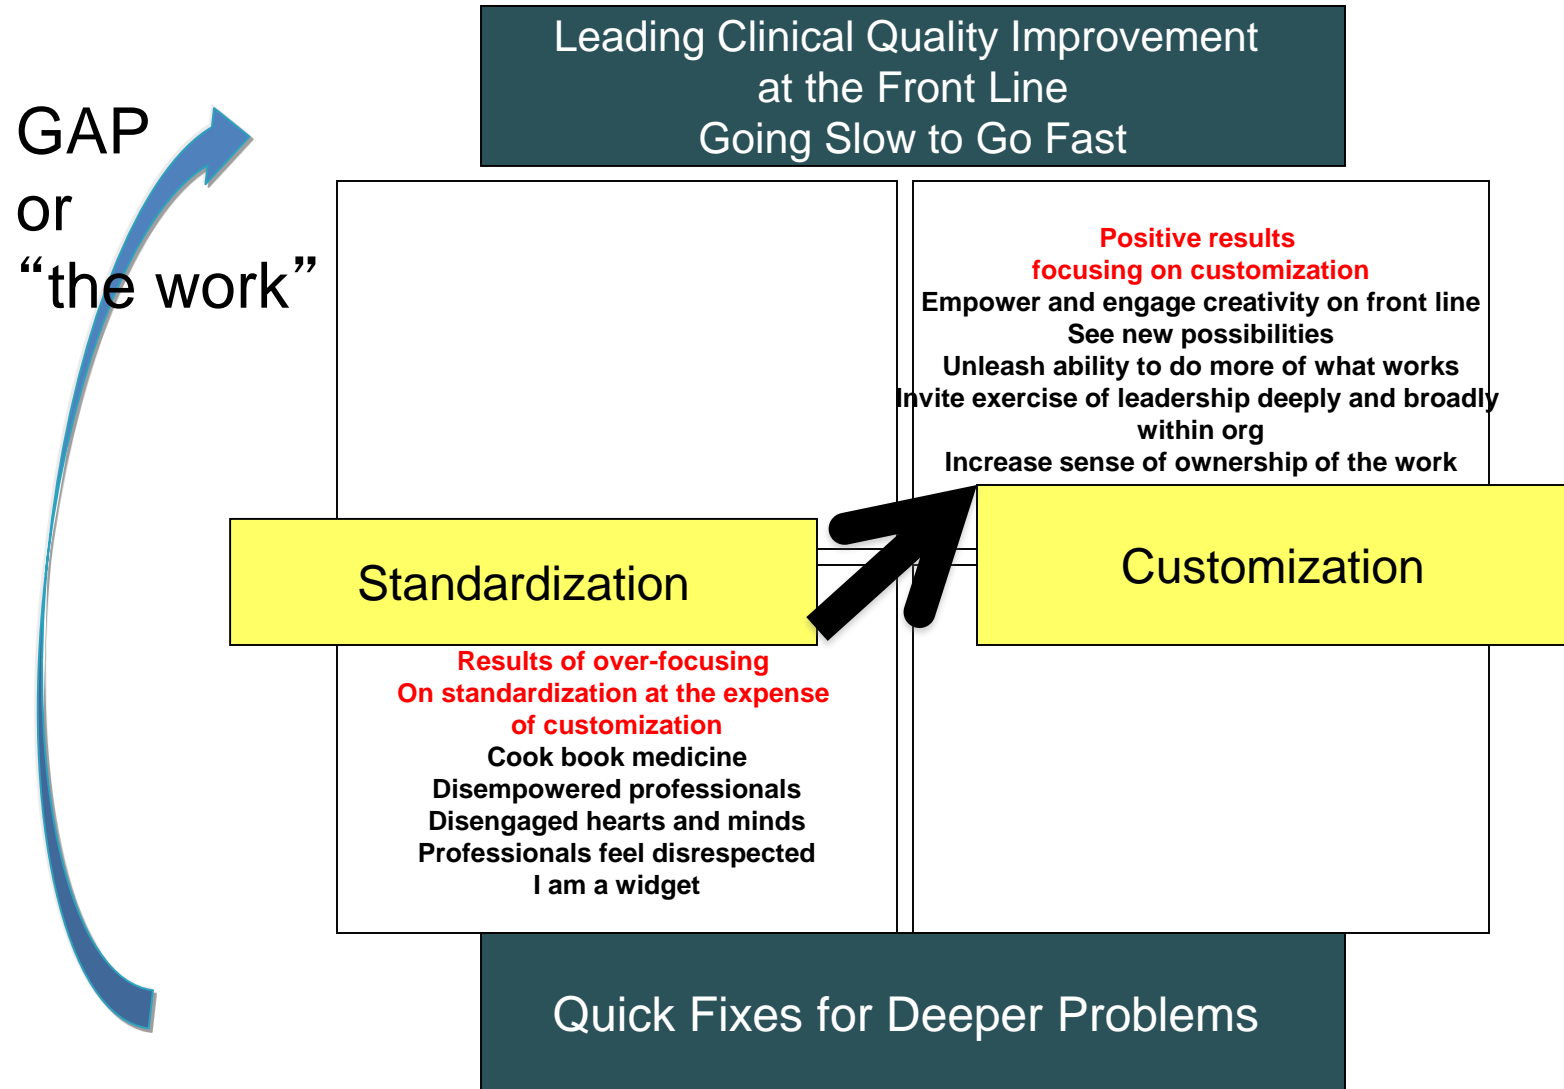 Leading Clinical Quality Improvement
at the Front Line
Going Slow to Go Fast
GAP
or
“the work”
Positive results
focusing on customization
Empower and engage creativity on front line
See new possibilities
Unleash ability to do more of what works
Invite exercise of leadership deeply and broadly
within org
Increase sense of ownership of the work
Standardization
Customization
Results of over-focusing
On standardization at the expense
of customization
Cook book medicine
Disempowered professionals
Disengaged hearts and minds
Professionals feel disrespected
I am a widget
Quick Fixes for Deeper Problems